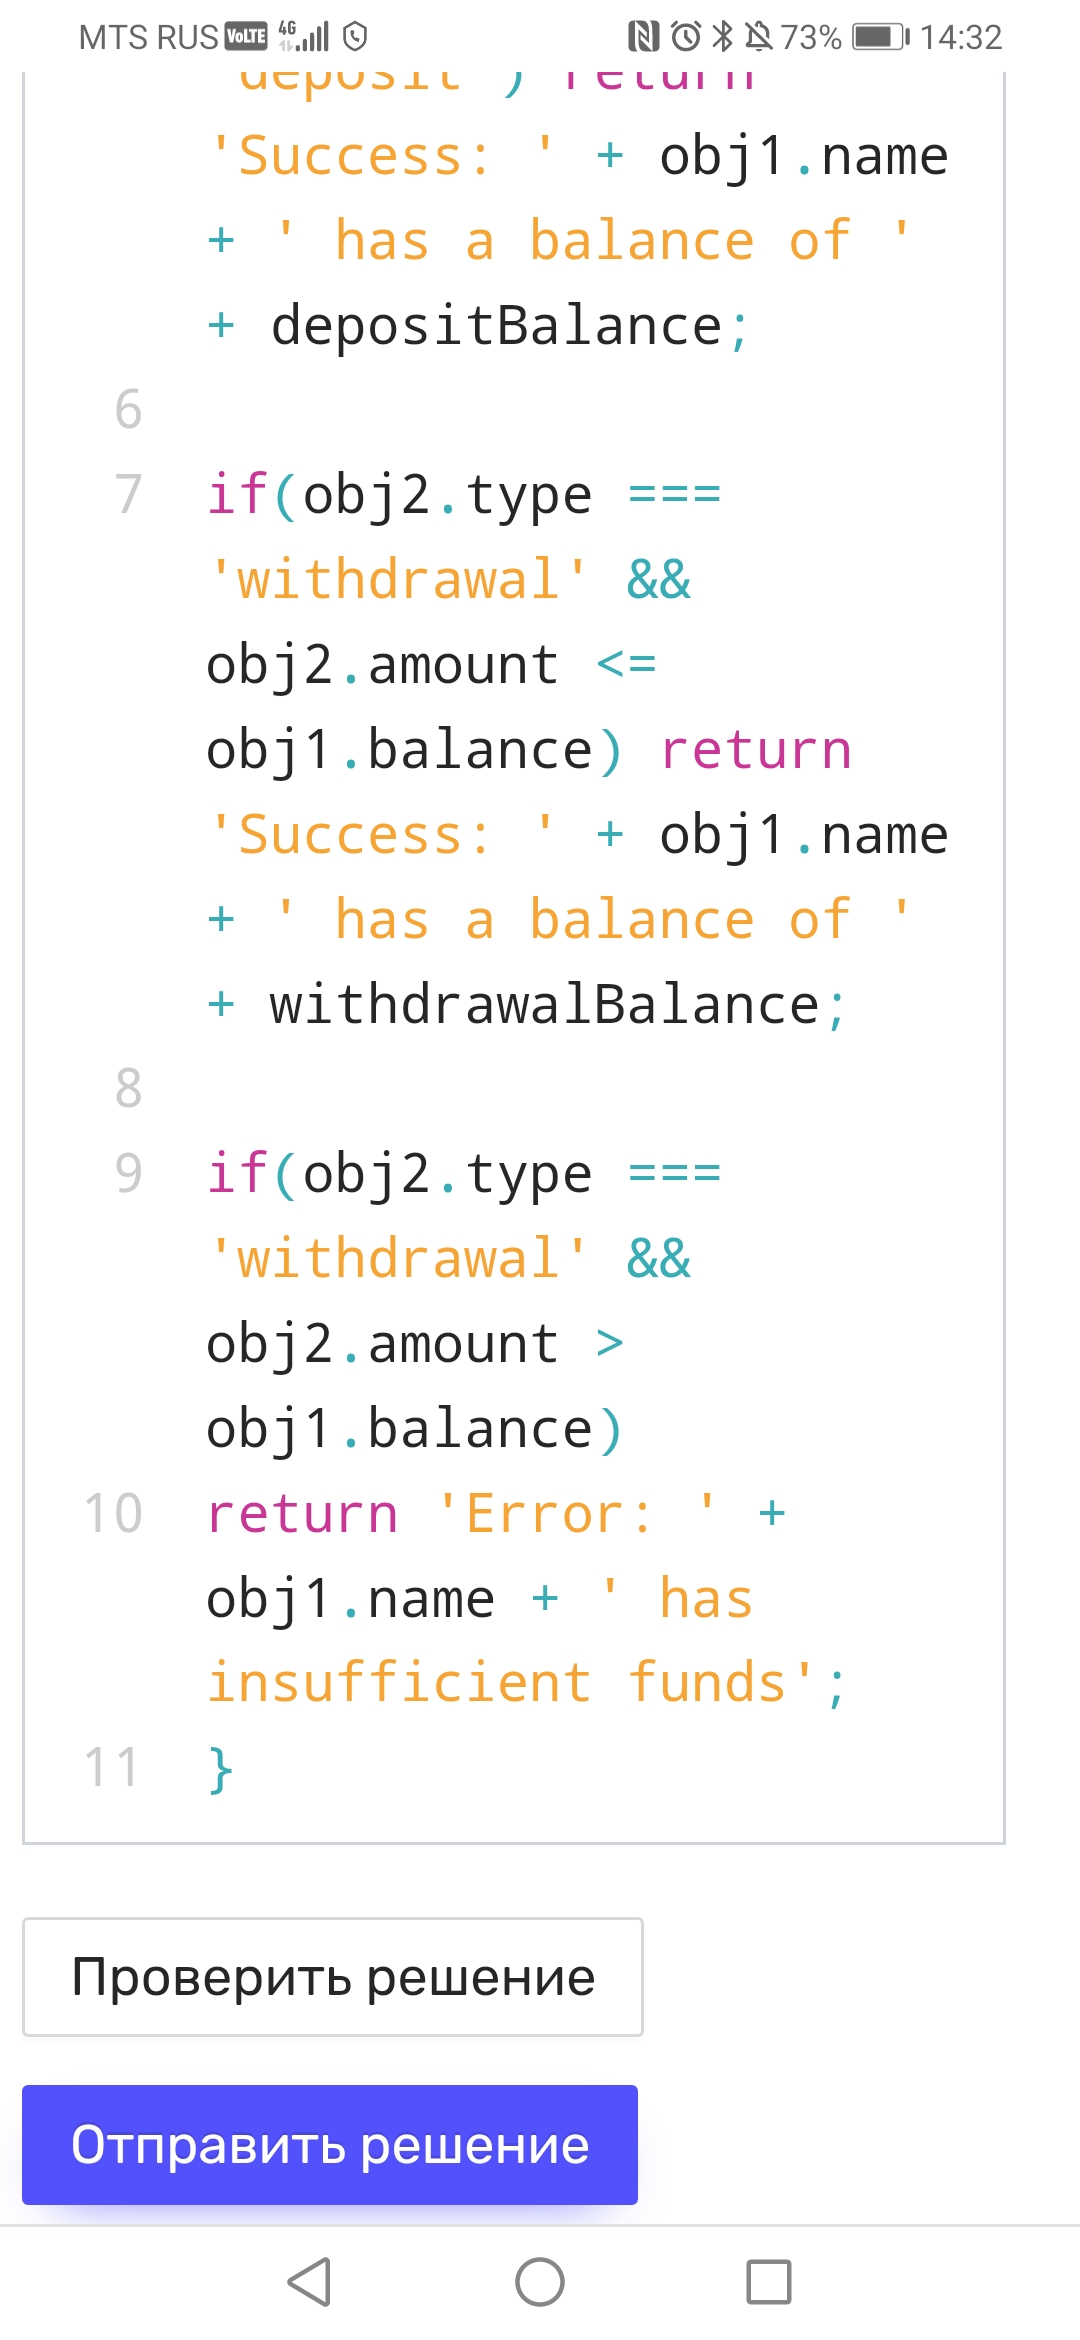 MTS RUS VoLTE 4G 73% 14:32
deposit') return
'Success: ' + obj1.name
+ ' has a balance of '
+ depositBalance;
6
7 if(obj2.type ===
'withdrawal' &&
obj2.amount <=
obj1.balance) return
'Success: ' + obj1.name
+ ' has a balance of '
+ withdrawalBalance;
8
9 if(obj2.type ===
'withdrawal' &&
obj2.amount >
obj1.balance)
10 return 'Error: ' +
obj1.name + ' has
insufficient funds';
11 }
Проверить решение
Отправить решение